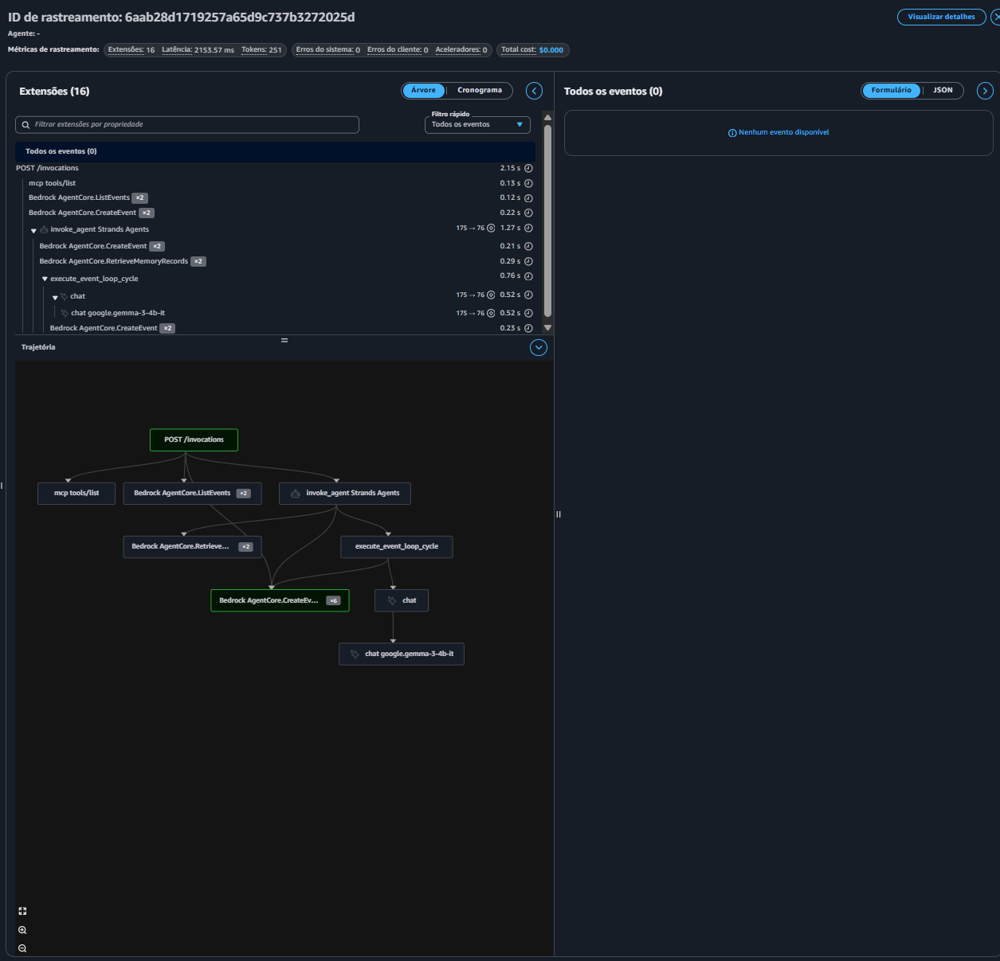 ID de rastreamento: 6aab28d1719257a65d9c737b3272025d
Visualizar detalhes
Agente: -
Métricas de rastreamento: Extensões: 16 Latência: 2153.57 ms Tokens: 251 Erros do sistema: 0 Erros do cliente: 0 Aceleradores: 0 Total cost: $0.000
Extensões (16)
Árvore | Cronograma
Filtrar extensões por propriedade
Filtro rápido
Todos os eventos
Todos os eventos (0)
POST /invocations 2.15 s
mcp tools/list 0.13 s
Bedrock AgentCore.ListEvents ×2 0.12 s
Bedrock AgentCore.CreateEvent ×2 0.22 s
invoke_agent Strands Agents 175 → 76 1.27 s
Bedrock AgentCore.CreateEvent ×2 0.21 s
Bedrock AgentCore.RetrieveMemoryRecords ×2 0.29 s
execute_event_loop_cycle 0.76 s
chat 175 → 76 0.52 s
chat google.gemma-3-4b-it 175 → 76 0.52 s
Bedrock AgentCore.CreateEvent ×2 0.23 s
Trajetória
POST /invocations
mcp tools/list
Bedrock AgentCore.ListEvents ×2
invoke_agent Strands Agents
Bedrock AgentCore.Retrieve... ×2
execute_event_loop_cycle
Bedrock AgentCore.CreateEv... ×6
chat
chat google.gemma-3-4b-it
Todos os eventos (0)
Formulário | JSON
Nenhum evento disponível